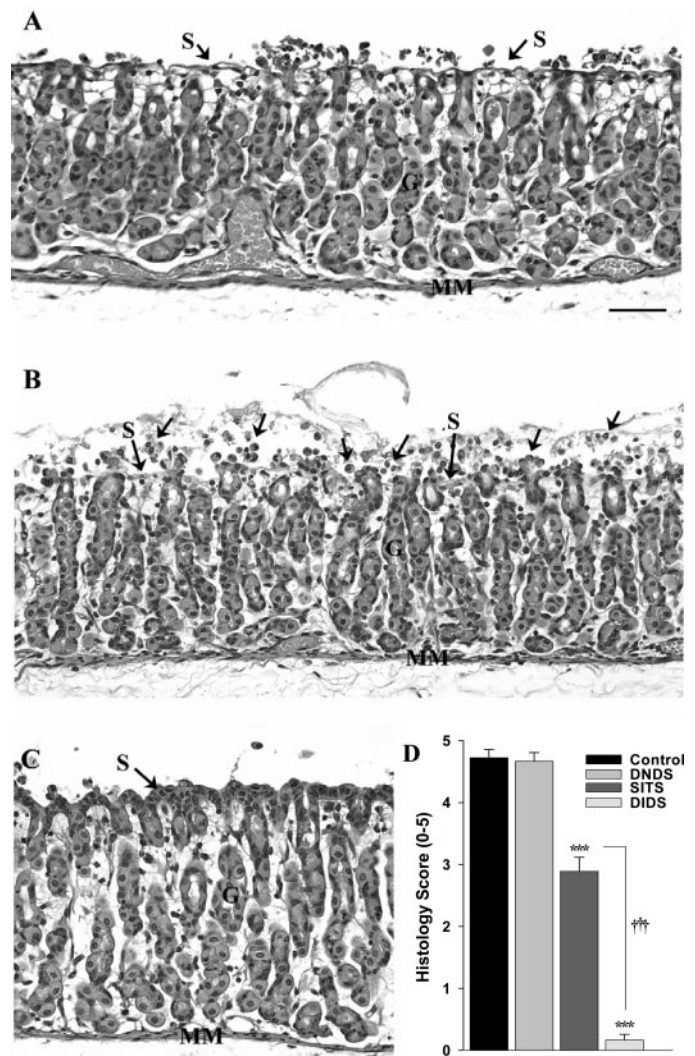 A
S
S
G
MM
B
S
S
G
MM
C
S
G
MM
D
Histology Score (0-5)
5
4
3
2
1
0
Control
DNDS
SITS
DIDS
***
†††
***